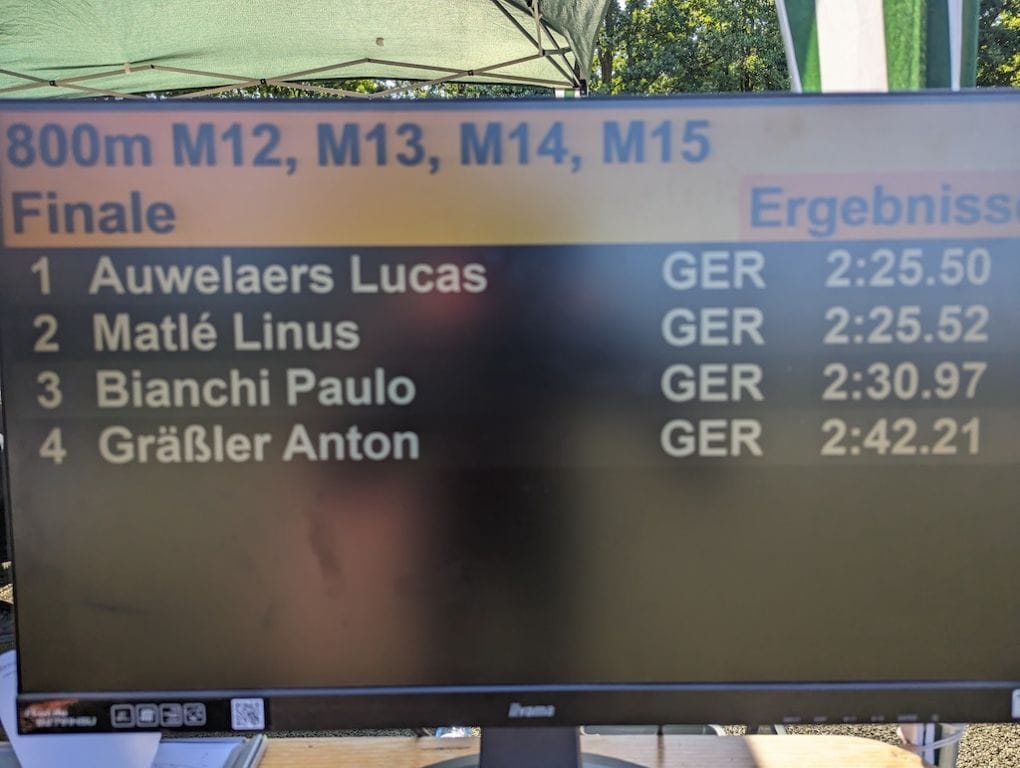 800m M12, M13, M14, M15
Finale
Ergebnisse
1 Auwelaers Lucas GER 2:25.50
2 Matlé Linus GER 2:25.52
3 Bianchi Paulo GER 2:30.97
4 Gräßler Anton GER 2:42.21
iiyama